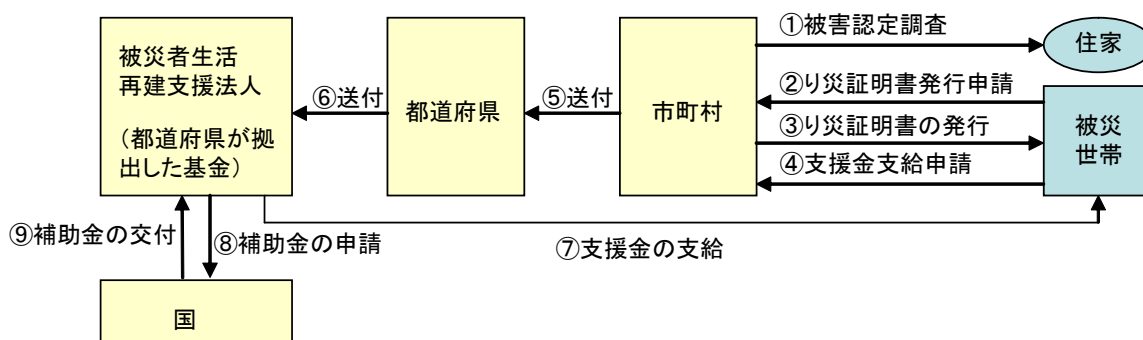 ①被害認定調査
住家
被災者生活
再建支援法人
(都道府県が拠
出した基金)
⑥送付
都道府県
⑤送付
市町村
②り災証明書発行申請
③り災証明書の発行
④支援金支給申請
被災
世帯
⑨補助金の交付
⑧補助金の申請
⑦支援金の支給
国